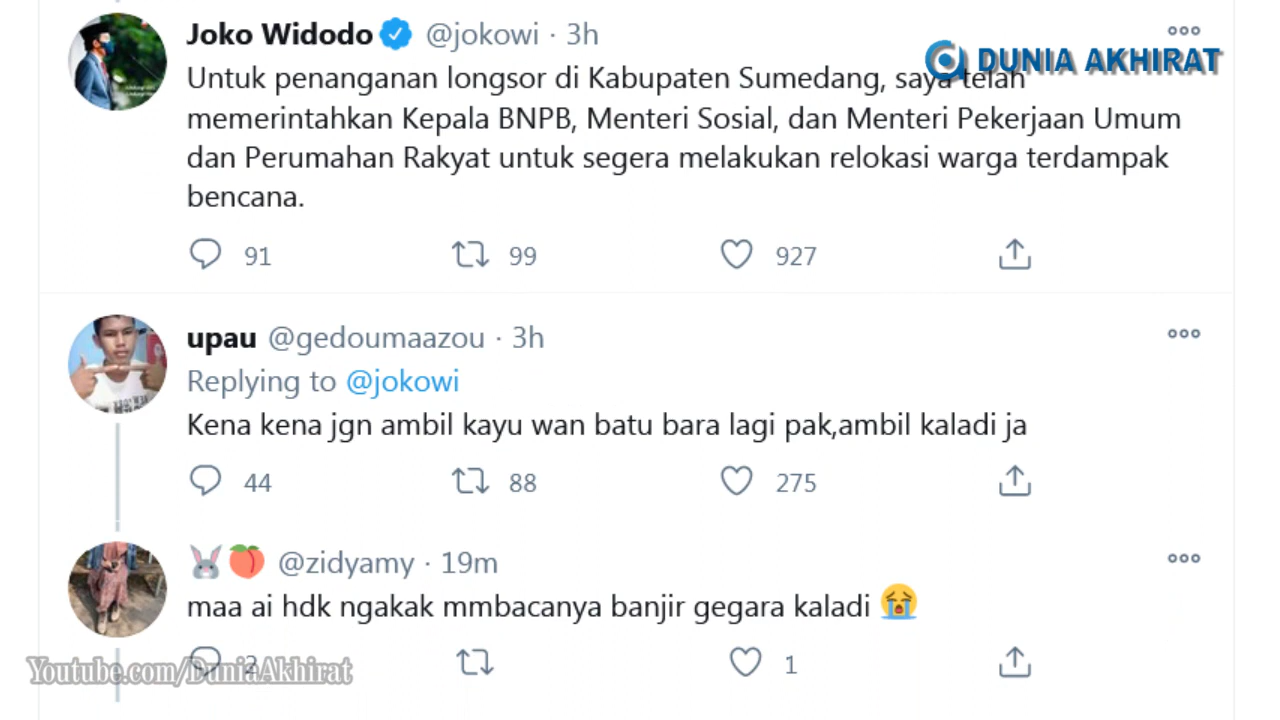 Joko Widodo @jokowi · 3h
DUNIA AKHIRAT
Untuk penanganan longsor di Kabupaten Sumedang, saya telah
memerintahkan Kepala BNPB, Menteri Sosial, dan Menteri Pekerjaan Umum
dan Perumahan Rakyat untuk segera melakukan relokasi warga terdampak
bencana.
91 99 927
upau @gedoumaazou · 3h
Replying to @jokowi
Kena kena jgn ambil kayu wan batu bara lagi pak,ambil kaladi ja
44 88 275
🐰🍑 @zidyamy · 19m
maa ai hdk ngakak mmbacanya banjir gegara kaladi 😭
2 1
Youtube.com/DuniaAkhirat